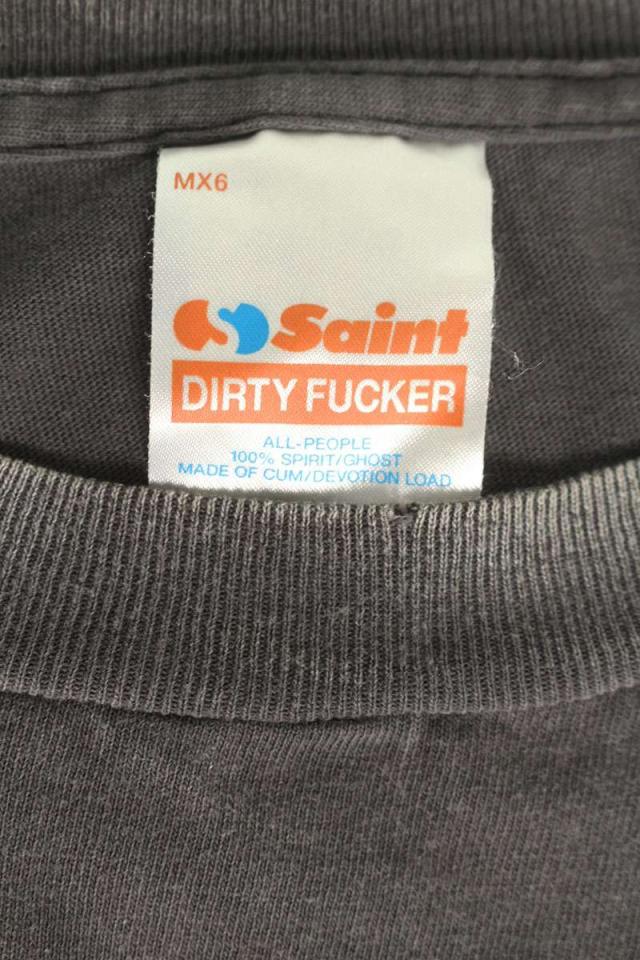 MX6
Saint
DIRTY FUCKER
ALL-PEOPLE
100% SPIRIT/GHOST
MADE OF CUM/DEVOTION LOAD